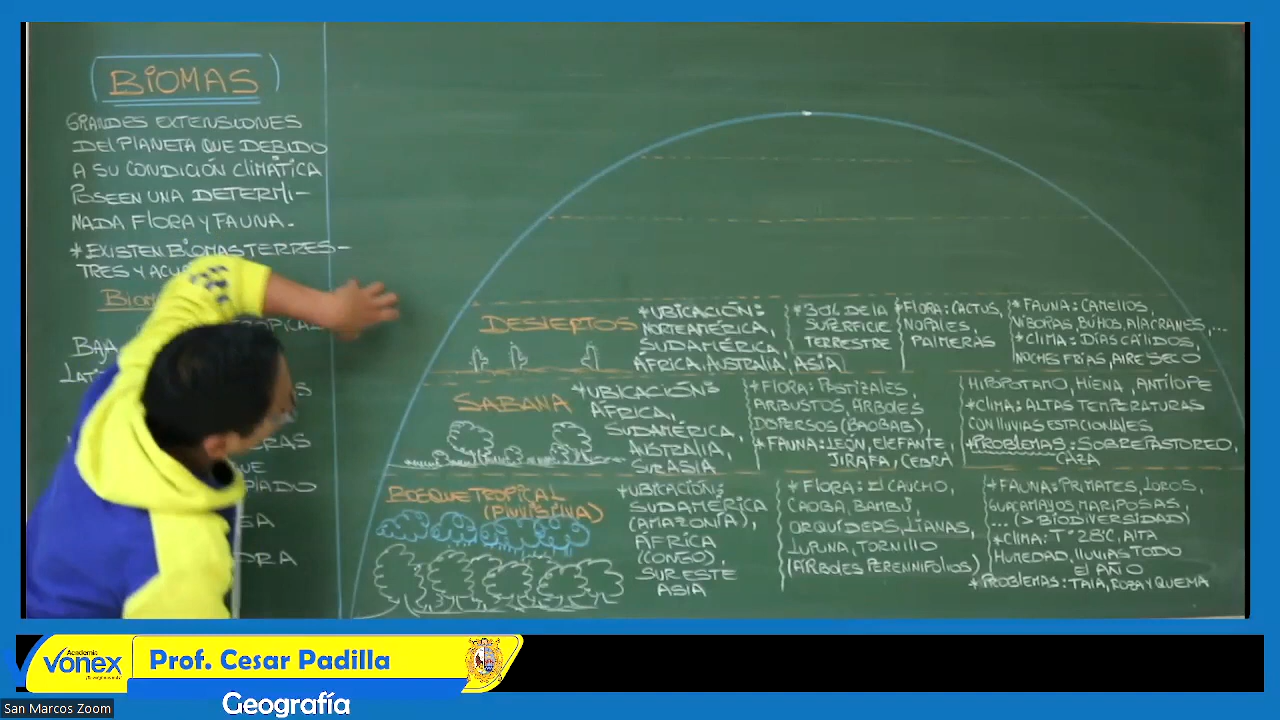 BIOMAS
GRANDES EXTENSIONES
DEL PLANETA QUE DEBIDO
A SU CONDICIÓN CLIMÁTICA
POSEEN UNA DETERMI-
NADA FLORA Y FAUNA.
* EXISTEN BIOMAS TERRES-
TRES Y
DESIERTOS
* UBICACIÓN:
NORTEAMÉRICA,
SUDAMÉRICA,
ÁFRICA, AUSTRALIA, ASIA
* 30% DE LA
SUPERFICIE
TERRESTRE
* FLORA: CACTUS,
NOPALES,
PALMERAS
* FAUNA: CAMELLOS,
VÍBORAS, BÚHOS, ALACRANES, ...
* CLIMA: DÍAS CÁLIDOS,
NOCHES FRÍAS, AIRE SECO
SABANA
* UBICACIÓN:
ÁFRICA,
SUDAMÉRICA,
AUSTRALIA,
SUR ASIA
* FLORA: PASTIZALES,
ARBUSTOS, ÁRBOLES
DISPERSOS (BAOBAB),
* FAUNA: LEÓN, ELEFANTE,
JIRAFA, CEBRA
HIPOPOTAMO, HIENA, ANTÍLOPE
* CLIMA: ALTAS TEMPERATURAS
CON LLUVIAS ESTACIONALES
* PROBLEMAS: SOBREPASTOREO,
CAZA
BOSQUE TROPICAL
(PLUVISILVA)
* UBICACIÓN:
SUDAMÉRICA
(AMAZONÍA),
ÁFRICA
(CONGO),
SURESTE
ASIA
* FLORA: EL CAUCHO,
CAOBA, BAMBÚ,
ORQUÍDEAS, LIANAS,
LUPUNA, TORNILLO
(ÁRBOLES PERENNIFOLIOS)
* FAUNA: PRIMATES, LOROS,
GUACAMAYOS, MARIPOSAS,
... (> BIODIVERSIDAD)
* CLIMA: T° 28°C, ALTA
HUMEDAD, LLUVIAS TODO
EL AÑO
* PROBLEMAS: TALA, ROZA Y QUEMA
Academia
vonex
Prof. Cesar Padilla
Geografía
San Marcos Zoom